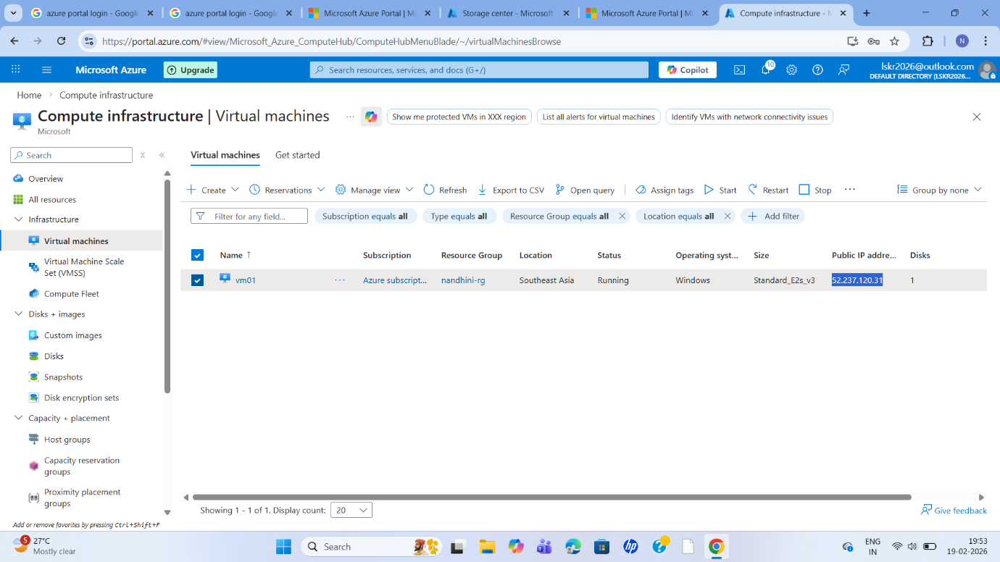 azure portal login - Google
azure portal login - Google
Microsoft Azure Portal | Mi
Storage center - Microsoft
Microsoft Azure Portal | Mi
Compute infrastructure - M
https://portal.azure.com/#view/Microsoft_Azure_ComputeHub/ComputeHubMenuBlade/~/virtualMachinesBrowse
N
Microsoft Azure
Upgrade
Search resources, services, and docs (G+/)
Copilot
10
lskr2026@outlook.com
DEFAULT DIRECTORY (LSKR2026...
Home > Compute infrastructure
Compute infrastructure | Virtual machines
...
Show me protected VMs in XXX region
List all alerts for virtual machines
Identify VMs with network connectivity issues
Microsoft
Search
Overview
All resources
Infrastructure
Virtual machines
Virtual Machine Scale
Set (VMSS)
Compute Fleet
Disks + images
Custom images
Disks
Snapshots
Disk encryption sets
Capacity + placement
Host groups
Capacity reservation
groups
Proximity placement
groups
Add or remove favorites by pressing Ctrl+Shift+F
Virtual machines Get started
Create Reservations Manage view Refresh Export to CSV Open query Assign tags Start Restart Stop ... Group by none
Filter for any field... Subscription equals all Type equals all Resource Group equals all Location equals all Add filter
Name ↑ Subscription Resource Group Location Status Operating syst... Size Public IP addre... Disks
vm01 ... Azure subscript... nandhini-rg Southeast Asia Running Windows Standard_E2s_v3 52.237.120.31 1
Showing 1 - 1 of 1. Display count: 20
Give feedback
5
27°C
Mostly clear
Search
ENG
IN
19:53
19-02-2026